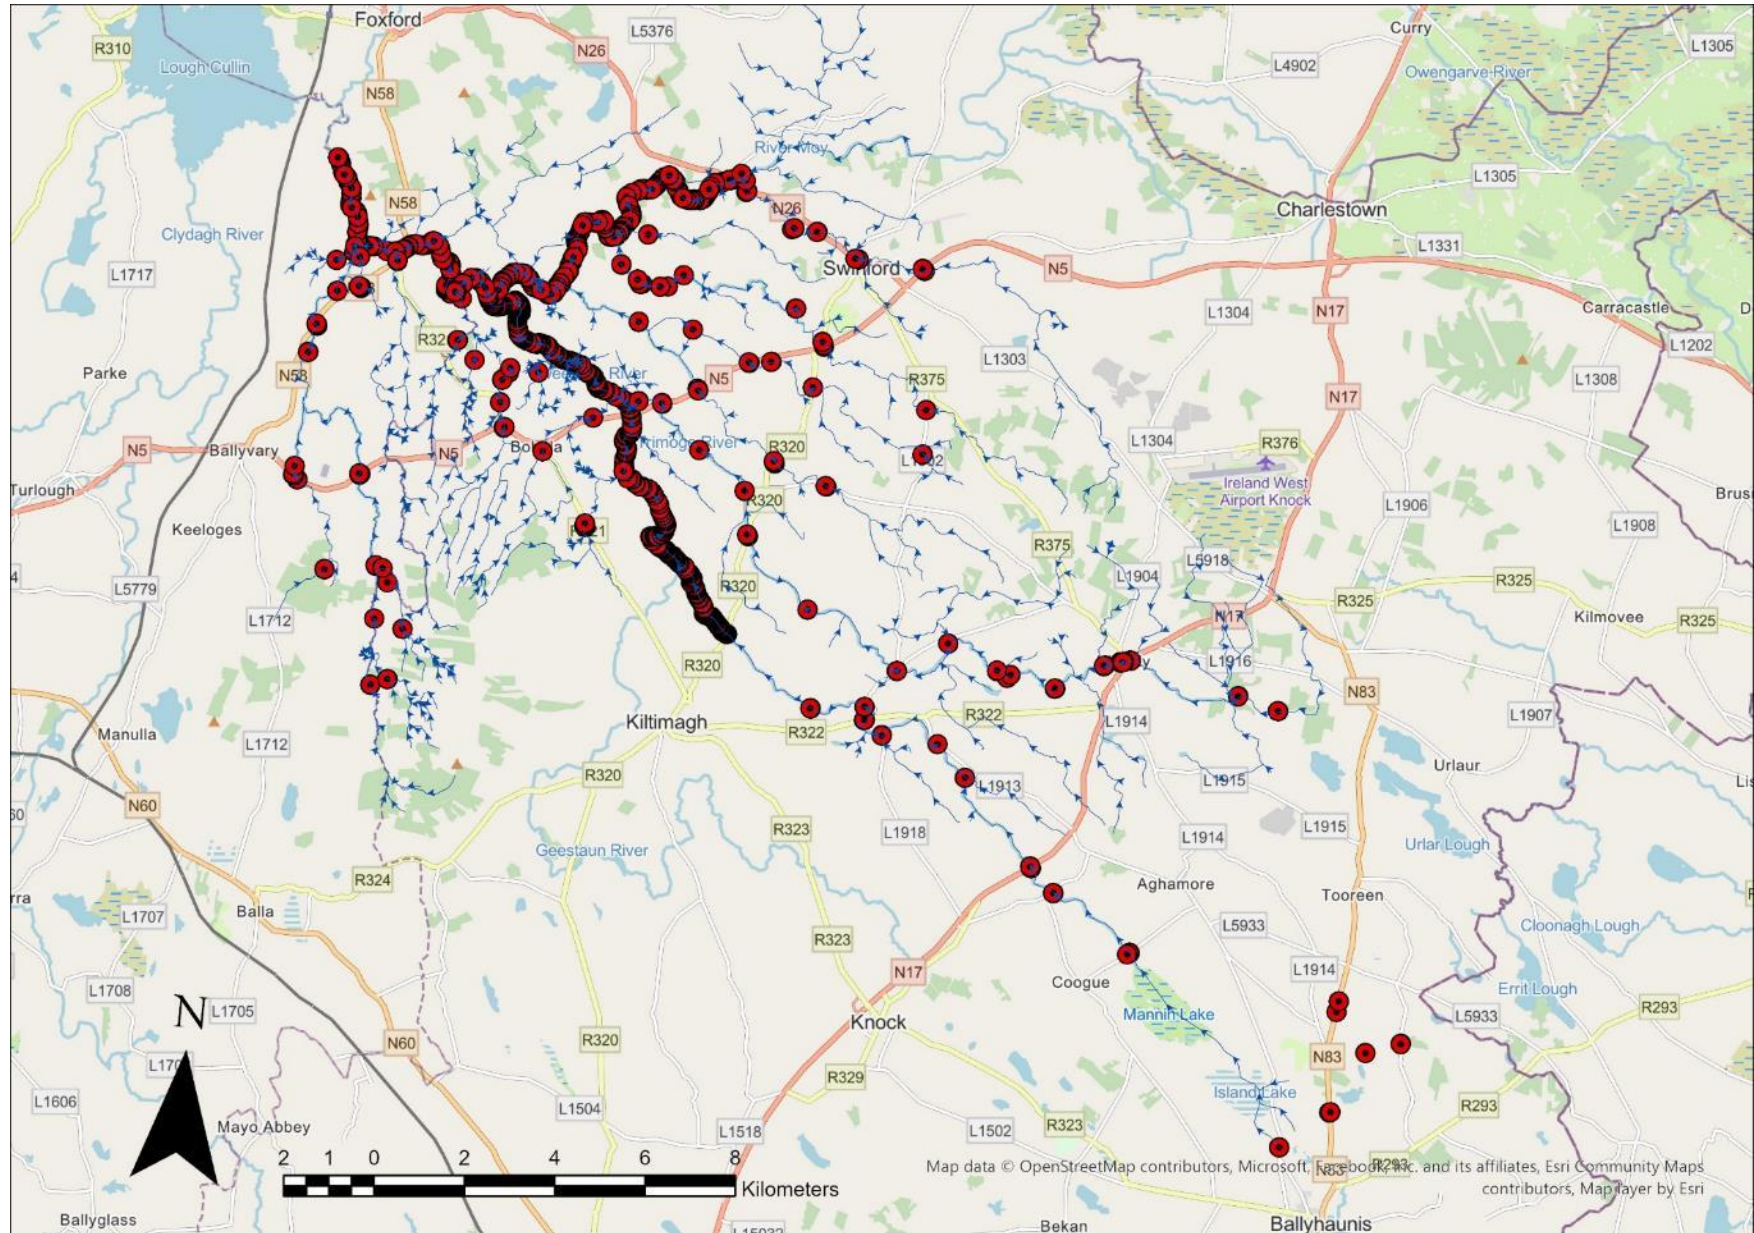 Foxford
Curry
R310
Lough Cullin
N26
L5376
L4902
L1305
Owengarve River
N58
River Moy
L1305
N58
N26
Charlestown
Clydagh River
L1717
Swinford
N5
L1331
L1304
N17
Carracastle
L1202
Parke
N58
N5
R375
L1303
L1308
N17
N5
Ballyvary
N5
R320
L1304
R376
Ireland West
Airport Knock
Turlough
R320
L1906
Keeloges
L1908
R375
L5918
L5779
R320
L1904
R325
R325
L1712
N17
Kilmovee
R325
R320
L1916
N83
Kiltimagh
R322
R322
L1914
L1907
Manulla
L1712
R320
L1913
L1915
Urlaur
N60
R323
L1918
L1914
L1915
Urlar Lough
Geestaun River
R324
Aghamore
Tooreen
L1707
Balla
L5933
Cloonagh Lough
R323
N17
L1914
L1708
Coogue
Errit Lough
R293
N
L1705
Mannin Lake
L5933
Knock
R320
N60
N83
R329
Island Lake
L1606
L1504
R293
Mayo Abbey
L1518
L1502
R323
2 1 0 2 4 6 8
Kilometers
Map data © OpenStreetMap contributors, Microsoft, Facebook, Inc. and its affiliates, Esri Community Maps
contributors, Map layer by Esri
Ballyglass
Bekan
Ballyhaunis